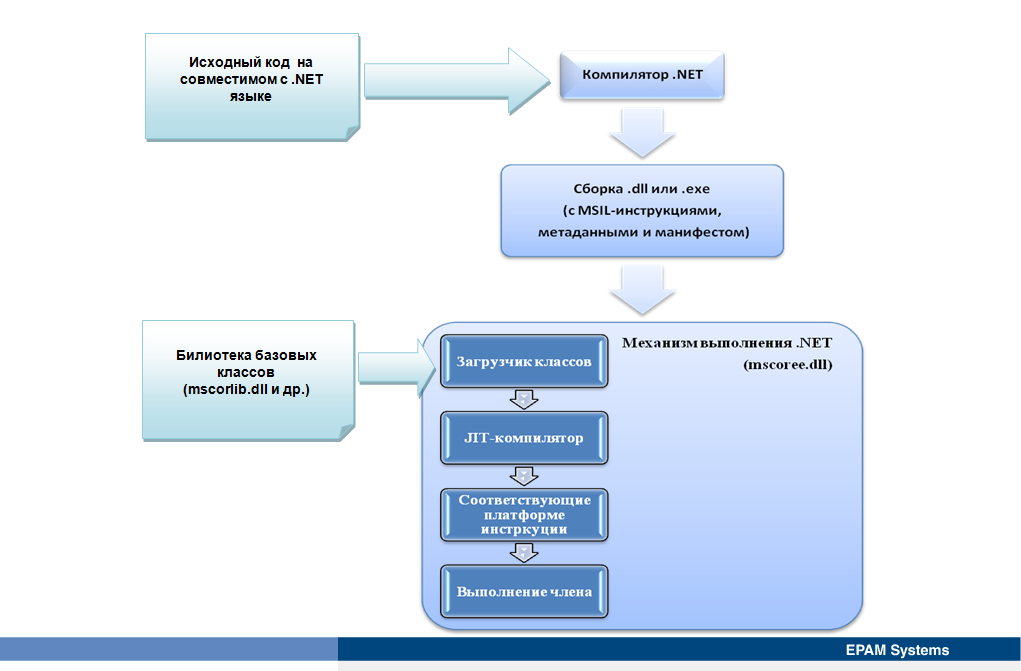 Исходный код на
совместимом с .NET
языке
Компилятор .NET
Сборка .dll или .exe
(с MSIL-инструкциями,
метаданными и манифестом)
Билиотека базовых
классов
(mscorlib.dll и др.)
Механизм выполнения .NET
(mscoree.dll)
Загрузчик классов
JIT-компилятор
Соответствующие
платформе
инстркуции
Выполнение члена
EPAM Systems